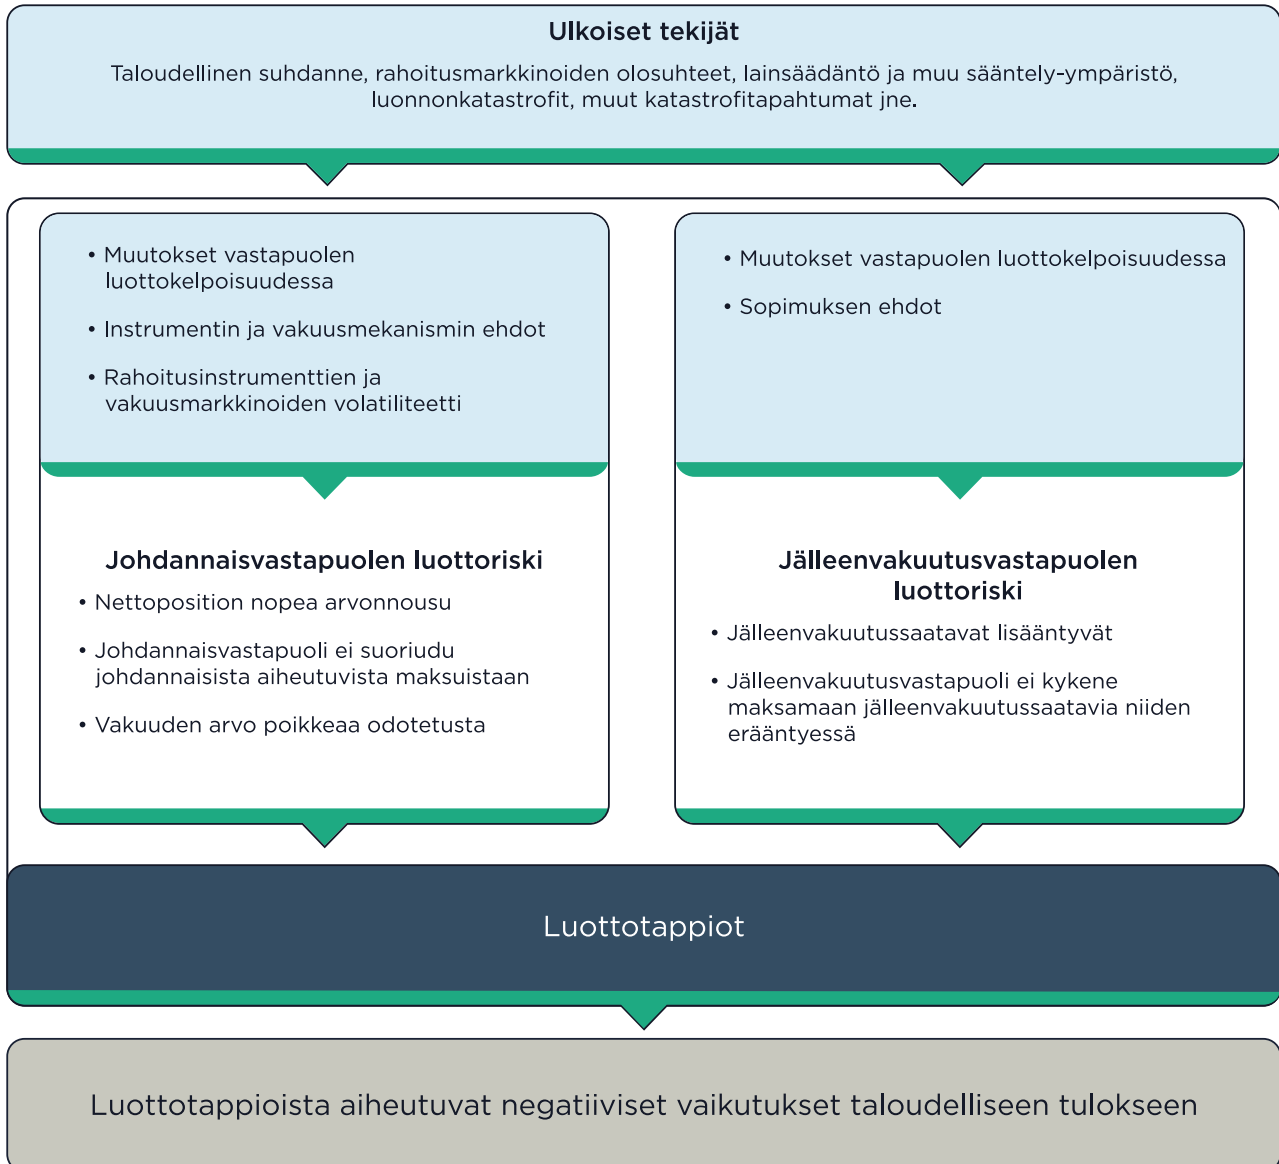 Ulkoiset tekijät
Taloudellinen suhdanne, rahoitusmarkkinoiden olosuhteet, lainsäädäntö ja muu sääntely-ympäristö,
luonnonkatastrofit, muut katastrofitapahtumat jne.
• Muutokset vastapuolen
luottokelpoisuudessa
• Instrumentin ja vakuusmekanismin ehdot
• Rahoitusinstrumenttien ja
vakuusmarkkinoiden volatiliteetti
Johdannaisvastapuolen luottoriski
• Nettoposition nopea arvonnousu
• Johdannaisvastapuoli ei suoriudu
johdannaisista aiheutuvista maksuistaan
• Vakuuden arvo poikkeaa odotetusta
• Muutokset vastapuolen luottokelpoisuudessa
• Sopimuksen ehdot
Jälleenvakuutusvastapuolen
luottoriski
• Jälleenvakuutussaatavat lisääntyvät
• Jälleenvakuutusvastapuoli ei kykene
maksamaan jälleenvakuutussaatavia niiden
erääntyessä
Luottotappiot
Luottotappioista aiheutuvat negatiiviset vaikutukset taloudelliseen tulokseen